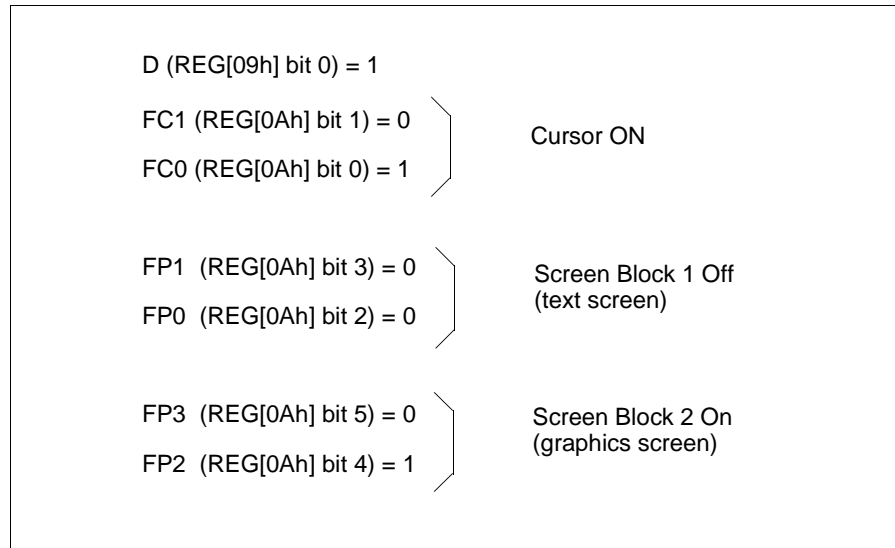 D (REG[09h] bit 0) = 1
FC1 (REG[0Ah] bit 1) = 0
FC0 (REG[0Ah] bit 0) = 1
Cursor ON
FP1 (REG[0Ah] bit 3) = 0
FP0 (REG[0Ah] bit 2) = 0
Screen Block 1 Off
(text screen)
FP3 (REG[0Ah] bit 5) = 0
FP2 (REG[0Ah] bit 4) = 1
Screen Block 2 On
(graphics screen)